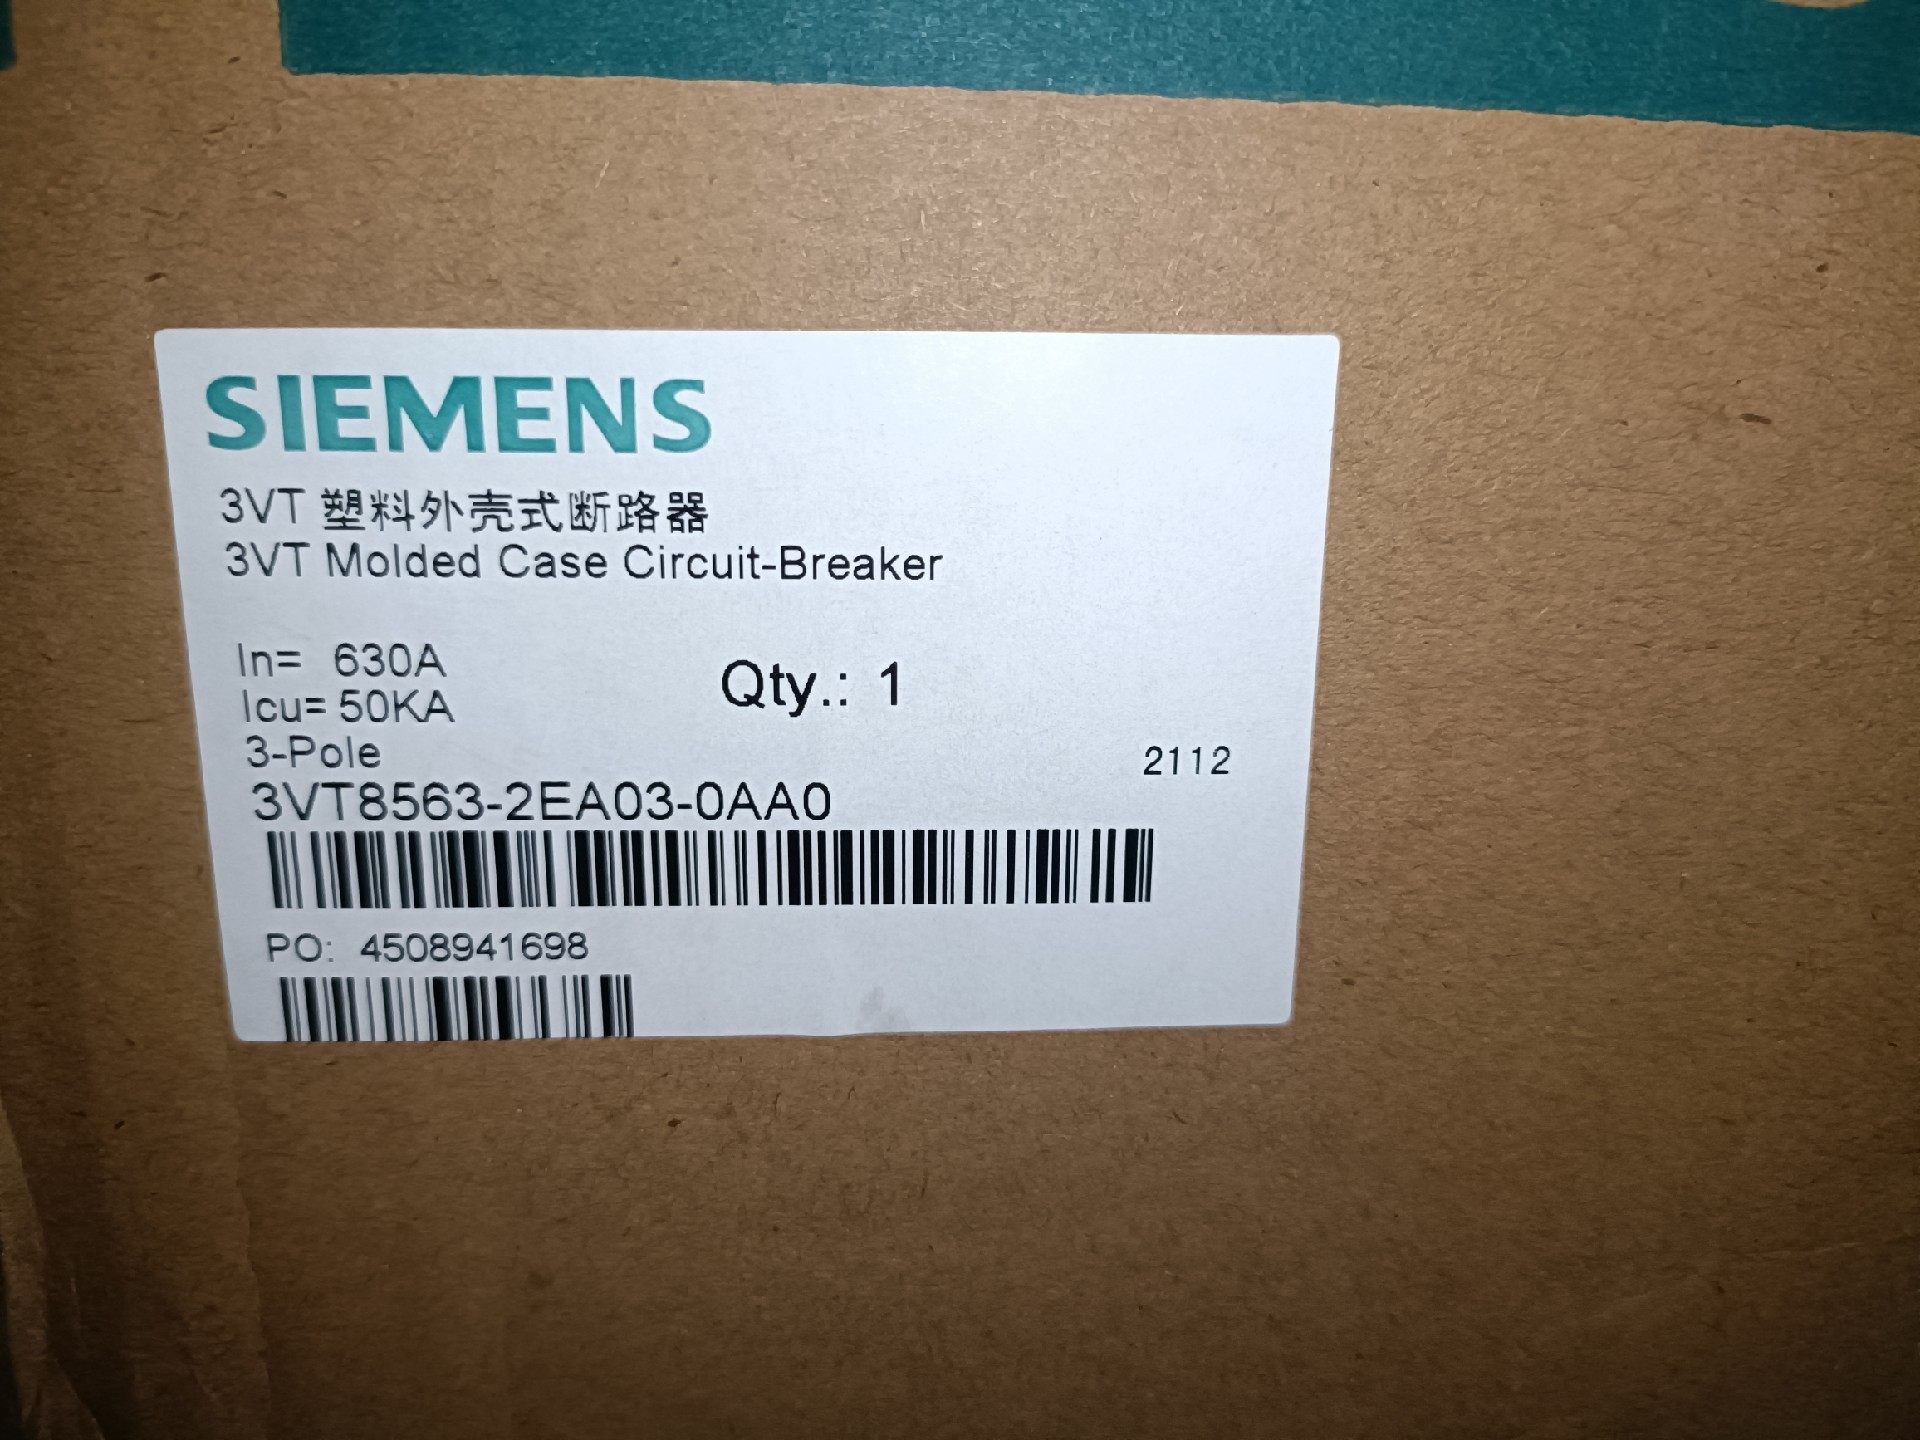 SIEMENS
3VT 塑料外壳式断路器
3VT Molded Case Circuit-Breaker
In= 630A
Icu= 50KA
Qty.: 1
3-Pole
2112
3VT8563-2EA03-0AA0
PO: 4508941698